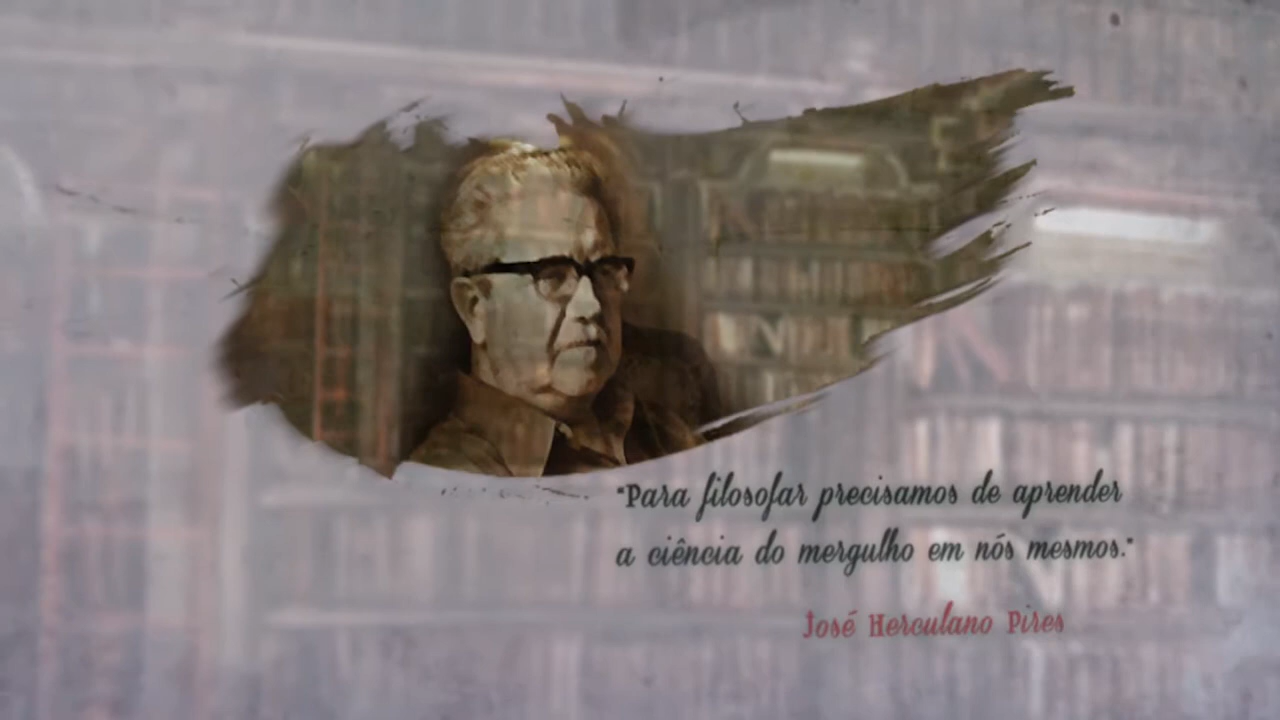 "Para filosofar precisamos de aprender
a ciência do mergulho em nós mesmos."
José Herculano Pires